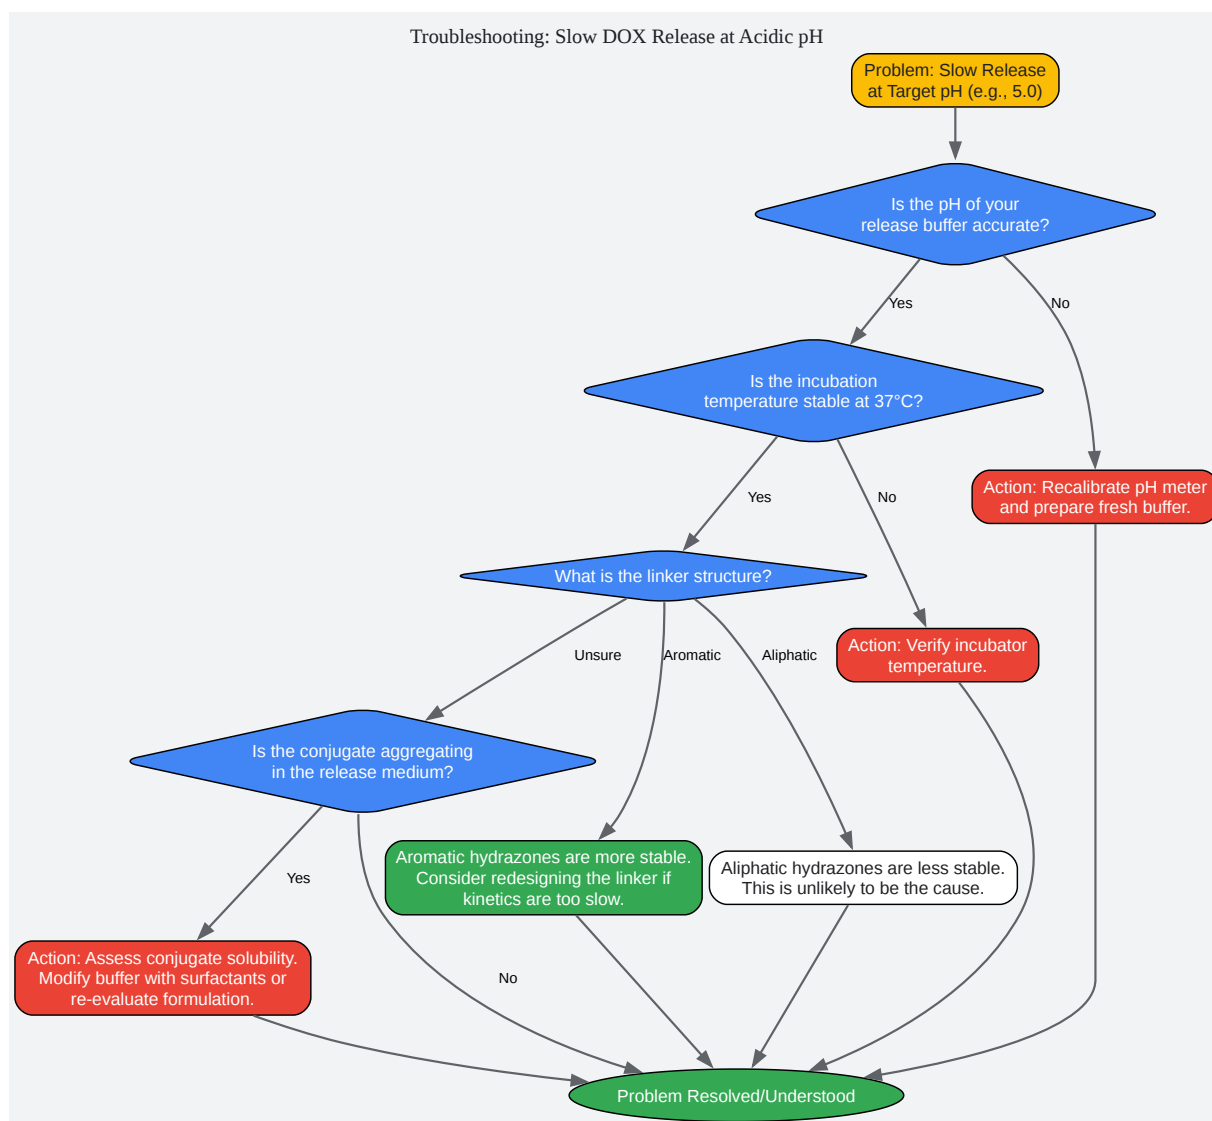 Troubleshooting: Slow DOX Release at Acidic pH
Problem: Slow Release
at Target pH (e.g., 5.0)
Is the pH of your
release buffer accurate?
Yes
No
Is the incubation
temperature stable at 37°C?
Action: Recalibrate pH meter
and prepare fresh buffer.
Yes
No
What is the linker structure?
Action: Verify incubator
temperature.
Unsure
Aromatic
Aliphatic
Is the conjugate aggregating
in the release medium?
Aromatic hydrazones are more stable.
Consider redesigning the linker if
kinetics are too slow.
Aliphatic hydrazones are less stable.
This is unlikely to be the cause.
Yes
No
Action: Assess conjugate solubility.
Modify buffer with surfactants or
re-evaluate formulation.
Problem Resolved/Understood